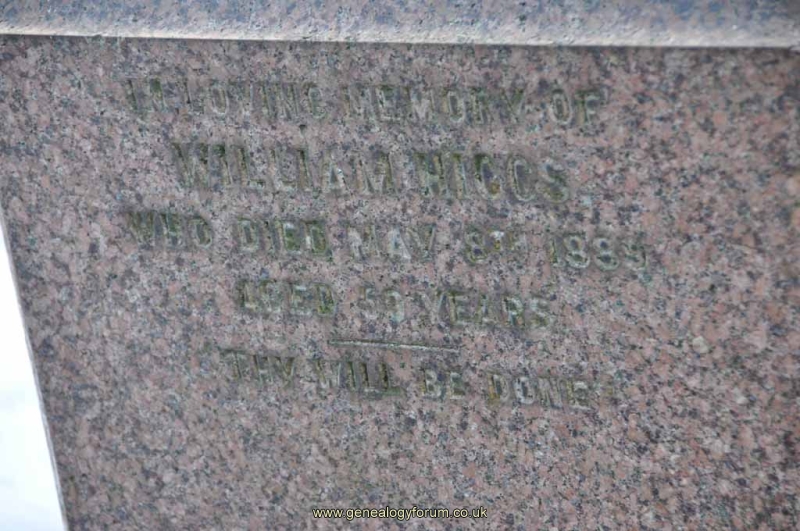 IN LOVING MEMORY OF
WILLIAM HIGGS
WHO DIED MAY 8TH
AGED YEARS
THY WILL BE DONE
www.genealogyforum.co.uk